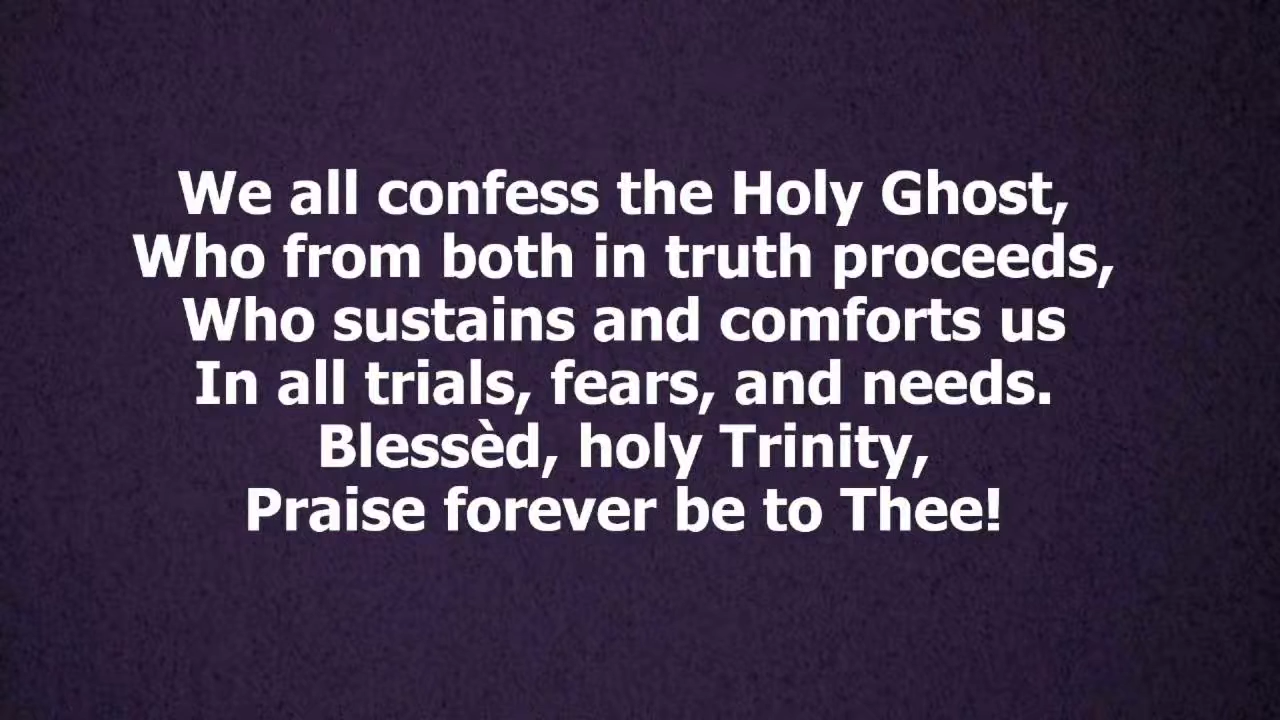 We all confess the Holy Ghost,
Who from both in truth proceeds,
Who sustains and comforts us
In all trials, fears, and needs.
Blessèd, holy Trinity,
Praise forever be to Thee!